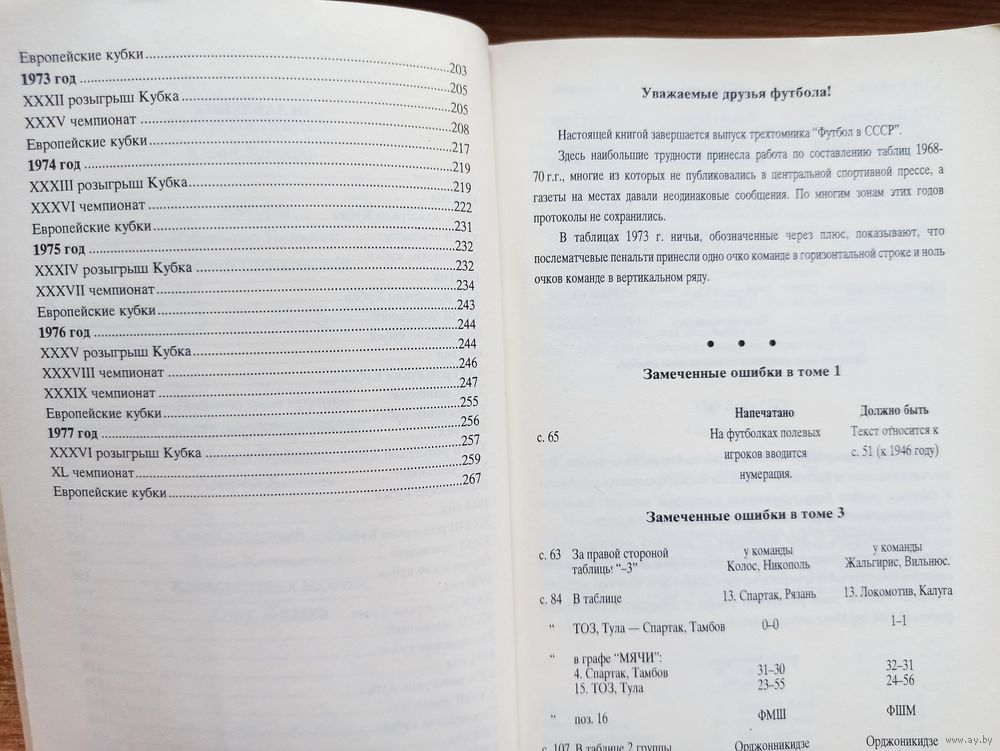 Европейские кубки 203
1973 год 205
XXXII розыгрыш Кубка 205
XXXV чемпионат 208
Европейские кубки 217
1974 год 219
XXXIII розыгрыш Кубка 219
XXXVI чемпионат 222
Европейские кубки 231
1975 год 232
XXXIV розыгрыш Кубка 232
XXXVII чемпионат 234
Европейские кубки 243
1976 год 244
XXXV розыгрыш Кубка 244
XXXVIII чемпионат 246
XXXIX чемпионат 247
Европейские кубки 255
1977 год 256
XXXVI розыгрыш Кубка 257
XL чемпионат 259
Европейские кубки 267
Уважаемые друзья футбола!
Настоящей книгой завершается выпуск трехтомника “Футбол в СССР”.
Здесь наибольшие трудности принесла работа по составлению таблиц 1968-
70 г.г., многие из которых не публиковались в центральной спортивной прессе, а
газеты на местах давали неодинаковые сообщения. По многим зонам этих годов
протоколы не сохранились.
В таблицах 1973 г. ничьи, обозначенные через плюс, показывают, что
послематчевые пенальти принесли одно очко команде в горизонтальной строке и ноль
очков команде в вертикальном ряду.
• • •
Замеченные ошибки в томе 1
Напечатано Должно быть
с. 65 На футболках полевых Текст относится к
игроков вводится с. 51 (к 1946 году)
нумерация.
Замеченные ошибки в томе 3
с. 63 За правой стороной у команды у команды
таблицы “–3” Колос, Никополь Жальгирис, Вильнюс.
с. 84 В таблице 13. Спартак, Рязань 13. Локомотив, Калуга
“ ТОЗ, Тула — Спартак, Тамбов 0–0 1–1
“ в графе “МЯЧИ”:
4. Спартак, Тамбов 31–30 32–31
15. ТОЗ, Тула 23–55 24–56
“ поз. 16 ФМШ ФШМ
с. 107 В таблице 2 группы Орджонникидзе Орджоникидзе
www.ay.by